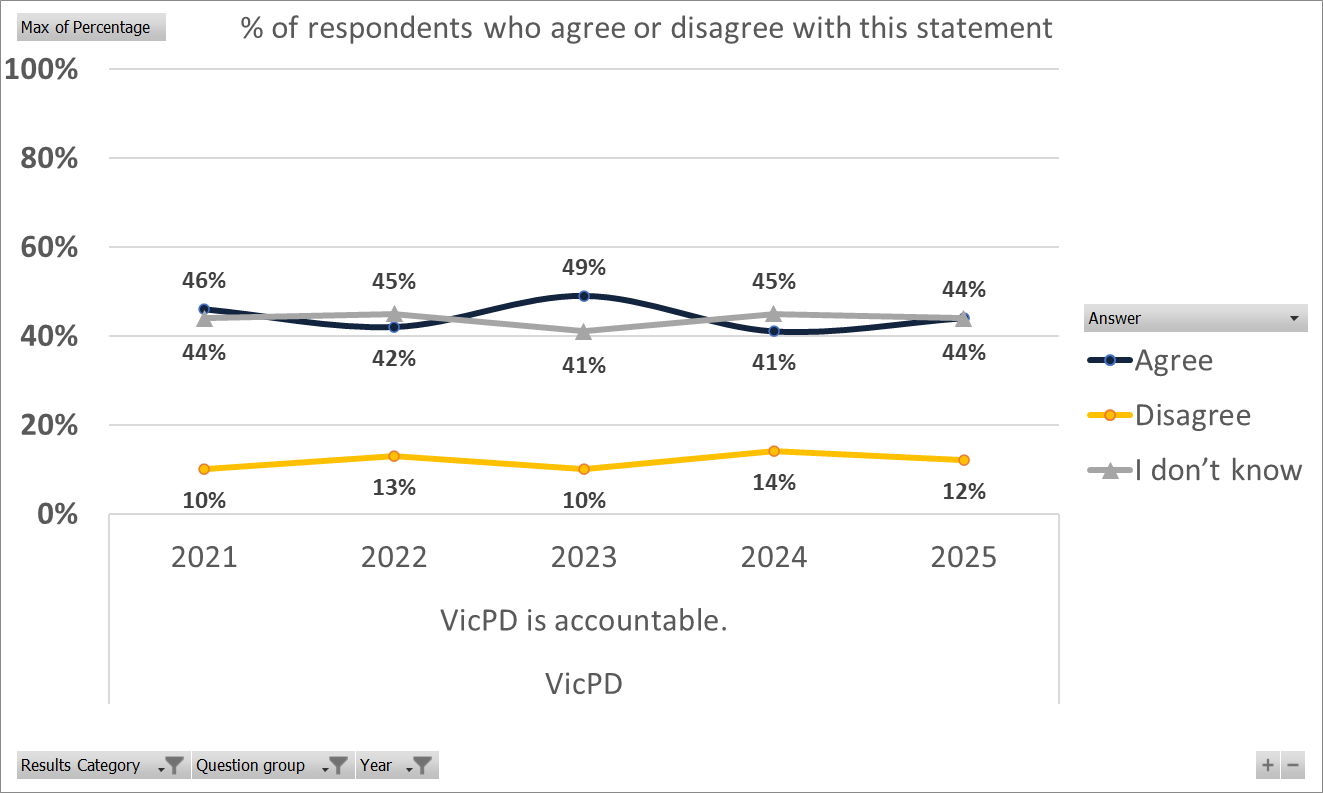 Max of Percentage
% of respondents who agree or disagree with this statement
100%
80%
60%
40%
20%
0%
46% 45% 49% 45% 44%
44% 42% 41% 41% 44%
10% 13% 10% 14% 12%
2021 2022 2023 2024 2025
VicPD is accountable.
VicPD
Answer
Agree
Disagree
I don’t know
Results Category Question group Year
+ −